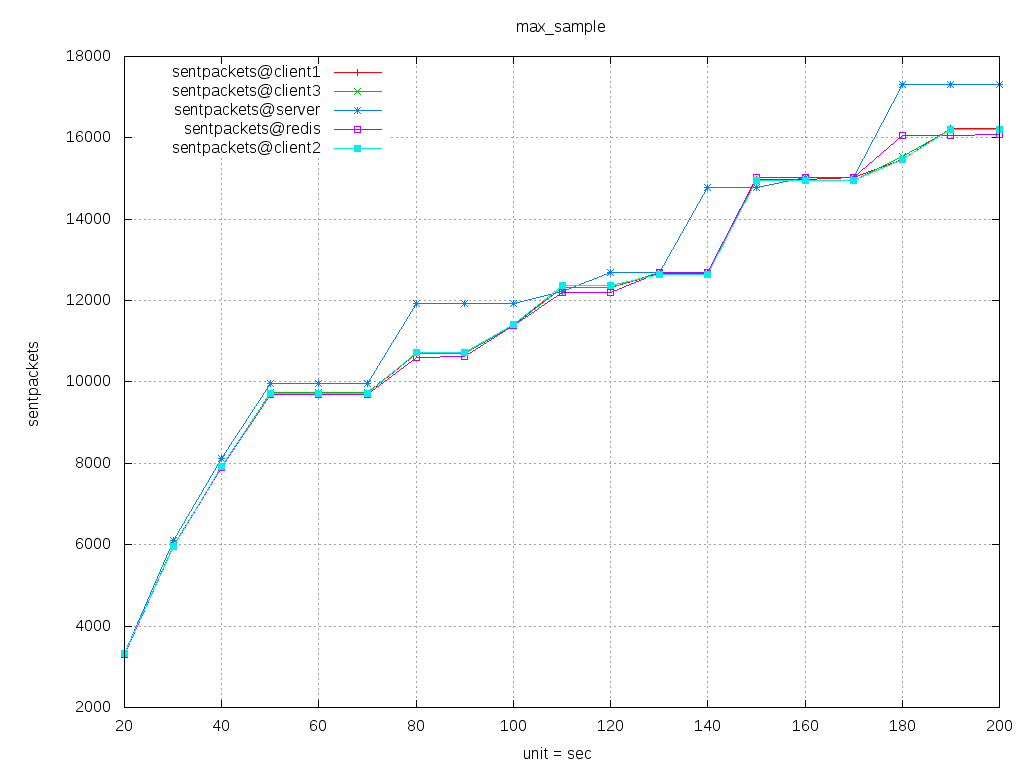 max_sample
18000
16000
14000
12000
10000
8000
6000
4000
2000
sentpackets
sentpackets@client1
sentpackets@client3
sentpackets@server
sentpackets@redis
sentpackets@client2
20 40 60 80 100 120 140 160 180 200
unit = sec